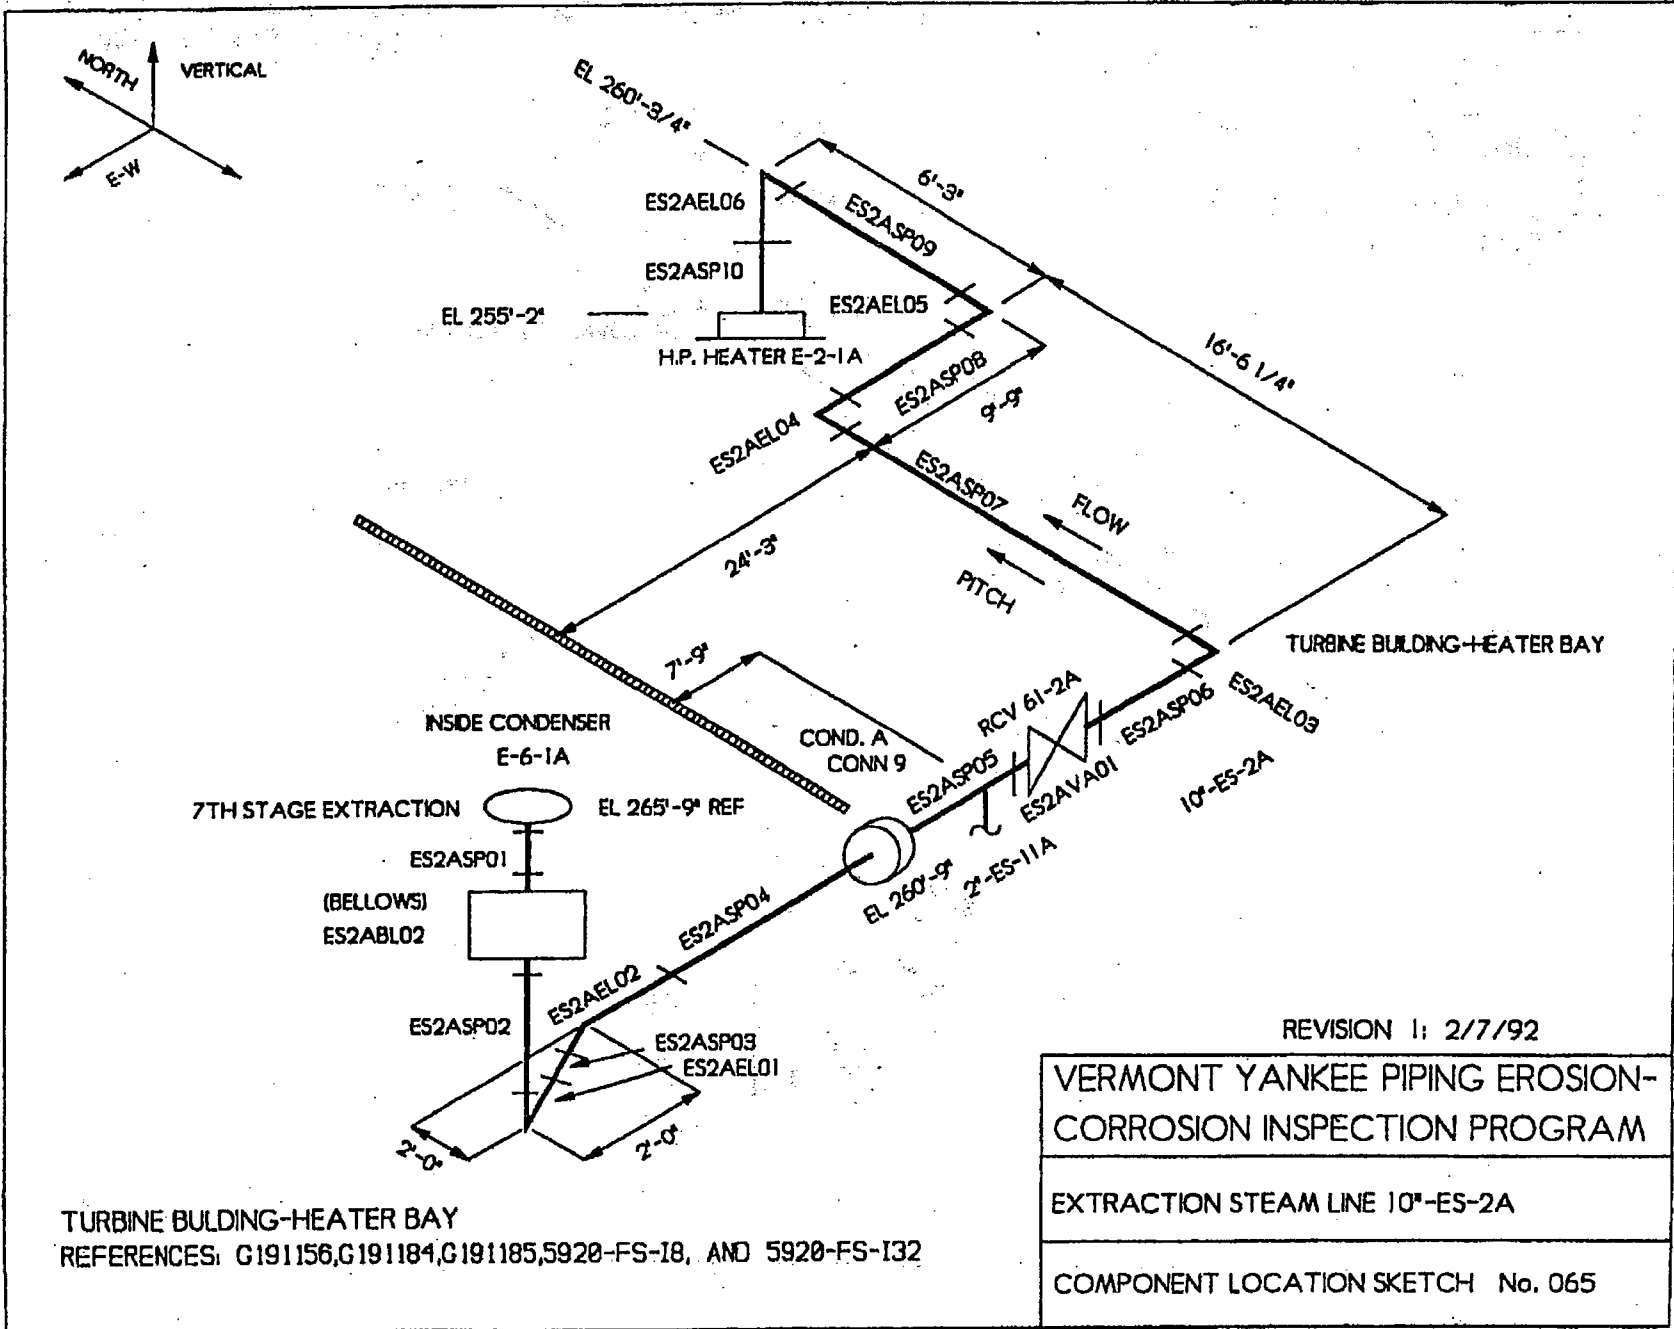 NORTH
VERTICAL
E-W
EL 260'-3/4"
6'-3"
ES2AEL06
ES2ASP09
ES2ASP10
ES2AEL05
EL 255'-2"
H.P. HEATER E-2-1A
16'-6 1/4"
ES2ASP08
9'-9"
ES2AEL04
ES2ASP07
FLOW
24'-3"
PITCH
TURBINE BUILDING-HEATER BAY
7'-9"
RCV 61-2A
ES2AEL03
ES2ASP06
INSIDE CONDENSER
E-6-1A
COND. A
CONN 9
ES2ASP05
ES2AVA01
10"-ES-2A
7TH STAGE EXTRACTION
EL 265'-9" REF
ES2ASP01
EL 260'-9"
2"-ES-11A
(BELLOWS)
ES2ABL02
ES2ASP04
ES2AEL02
ES2ASP02
ES2ASP03
ES2AEL01
2'-0"
2'-0"
REVISION 1: 2/7/92
VERMONT YANKEE PIPING EROSION-
CORROSION INSPECTION PROGRAM
EXTRACTION STEAM LINE 10"-ES-2A
COMPONENT LOCATION SKETCH No. 065
TURBINE BULDING-HEATER BAY
REFERENCES: G191156,G191184,G191185,5920-FS-I8, AND 5920-FS-I32